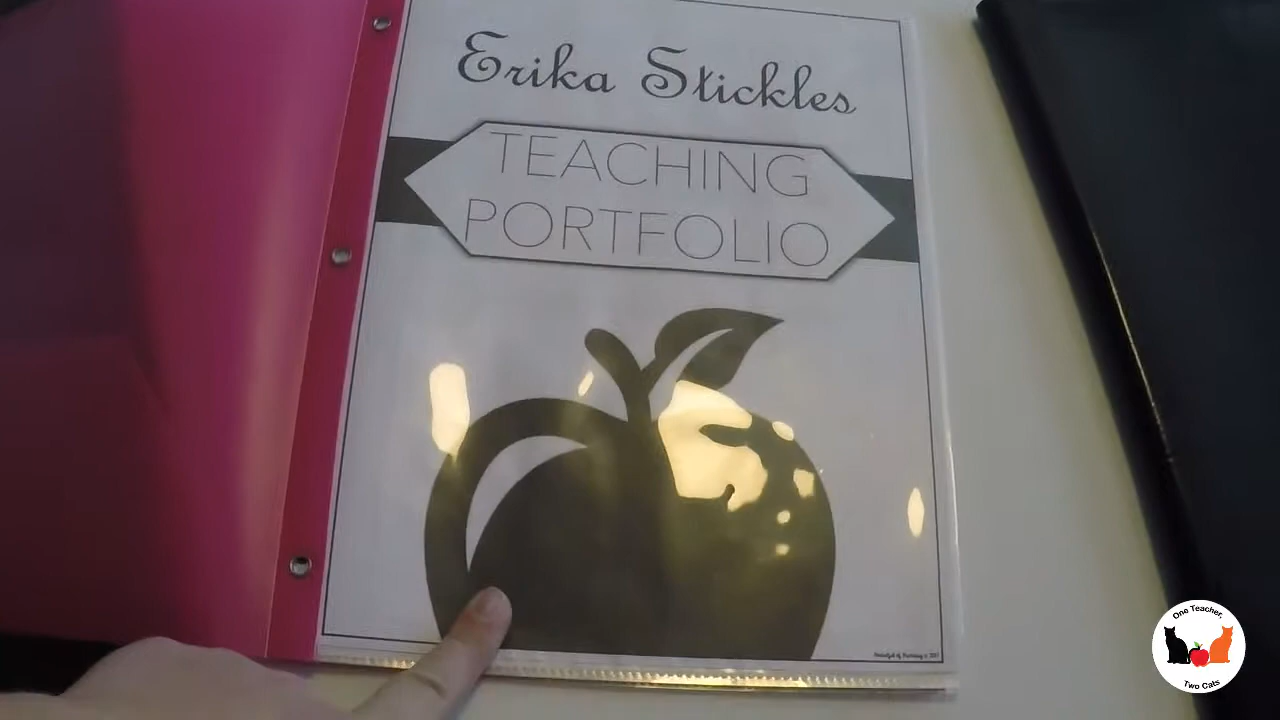 Erika Stickles
TEACHING
PORTFOLIO
One Teacher,
Two Cats